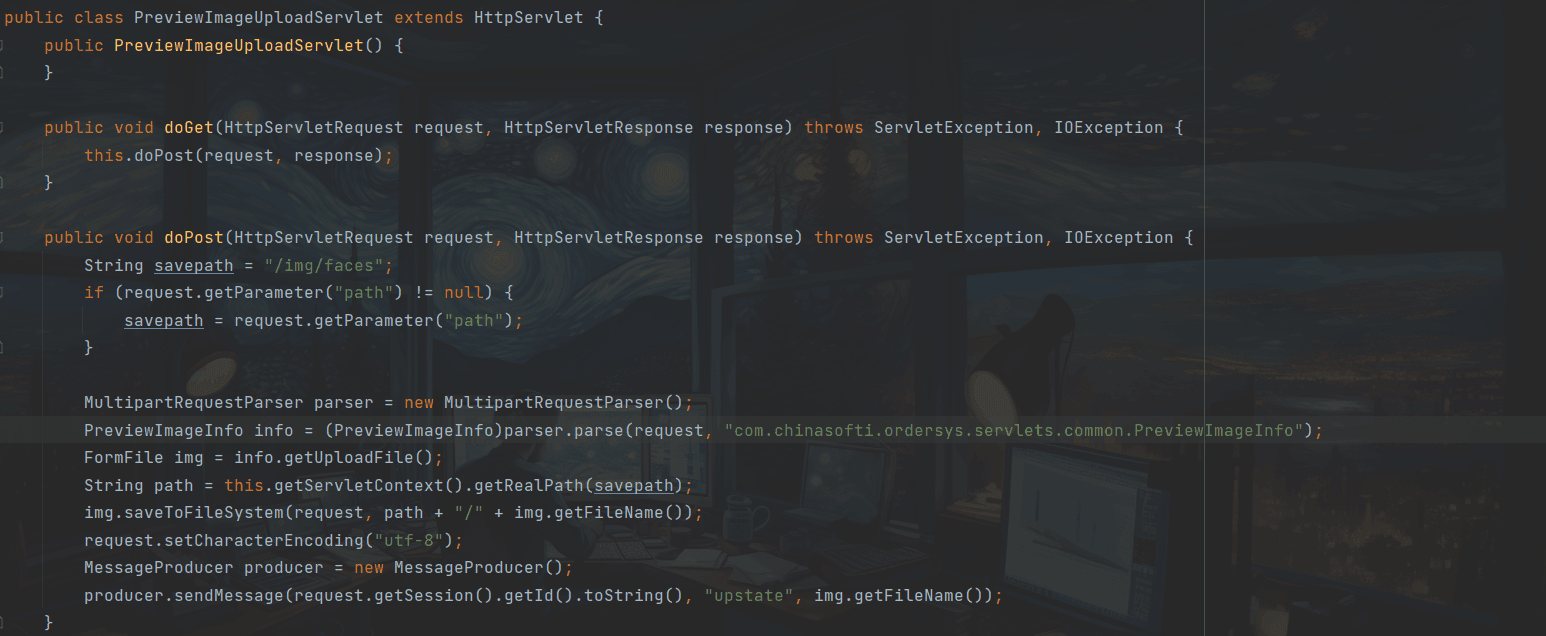 public class PreviewImageUploadServlet extends HttpServlet {
    public PreviewImageUploadServlet() {
    }
    public void doGet(HttpServletRequest request, HttpServletResponse response) throws ServletException, IOException {
        this.doPost(request, response);
    }
    public void doPost(HttpServletRequest request, HttpServletResponse response) throws ServletException, IOException {
        String savepath = "/img/faces";
        if (request.getParameter("path") != null) {
            savepath = request.getParameter("path");
        }
        MultipartRequestParser parser = new MultipartRequestParser();
        PreviewImageInfo info = (PreviewImageInfo)parser.parse(request, "com.chinasofti.ordersys.servlets.common.PreviewImageInfo");
        FormFile img = info.getUploadFile();
        String path = this.getServletContext().getRealPath(savepath);
        img.saveToFileSystem(request, path + "/" + img.getFileName());
        request.setCharacterEncoding("utf-8");
        MessageProducer producer = new MessageProducer();
        producer.sendMessage(request.getSession().getId().toString(), "upstate", img.getFileName());
    }